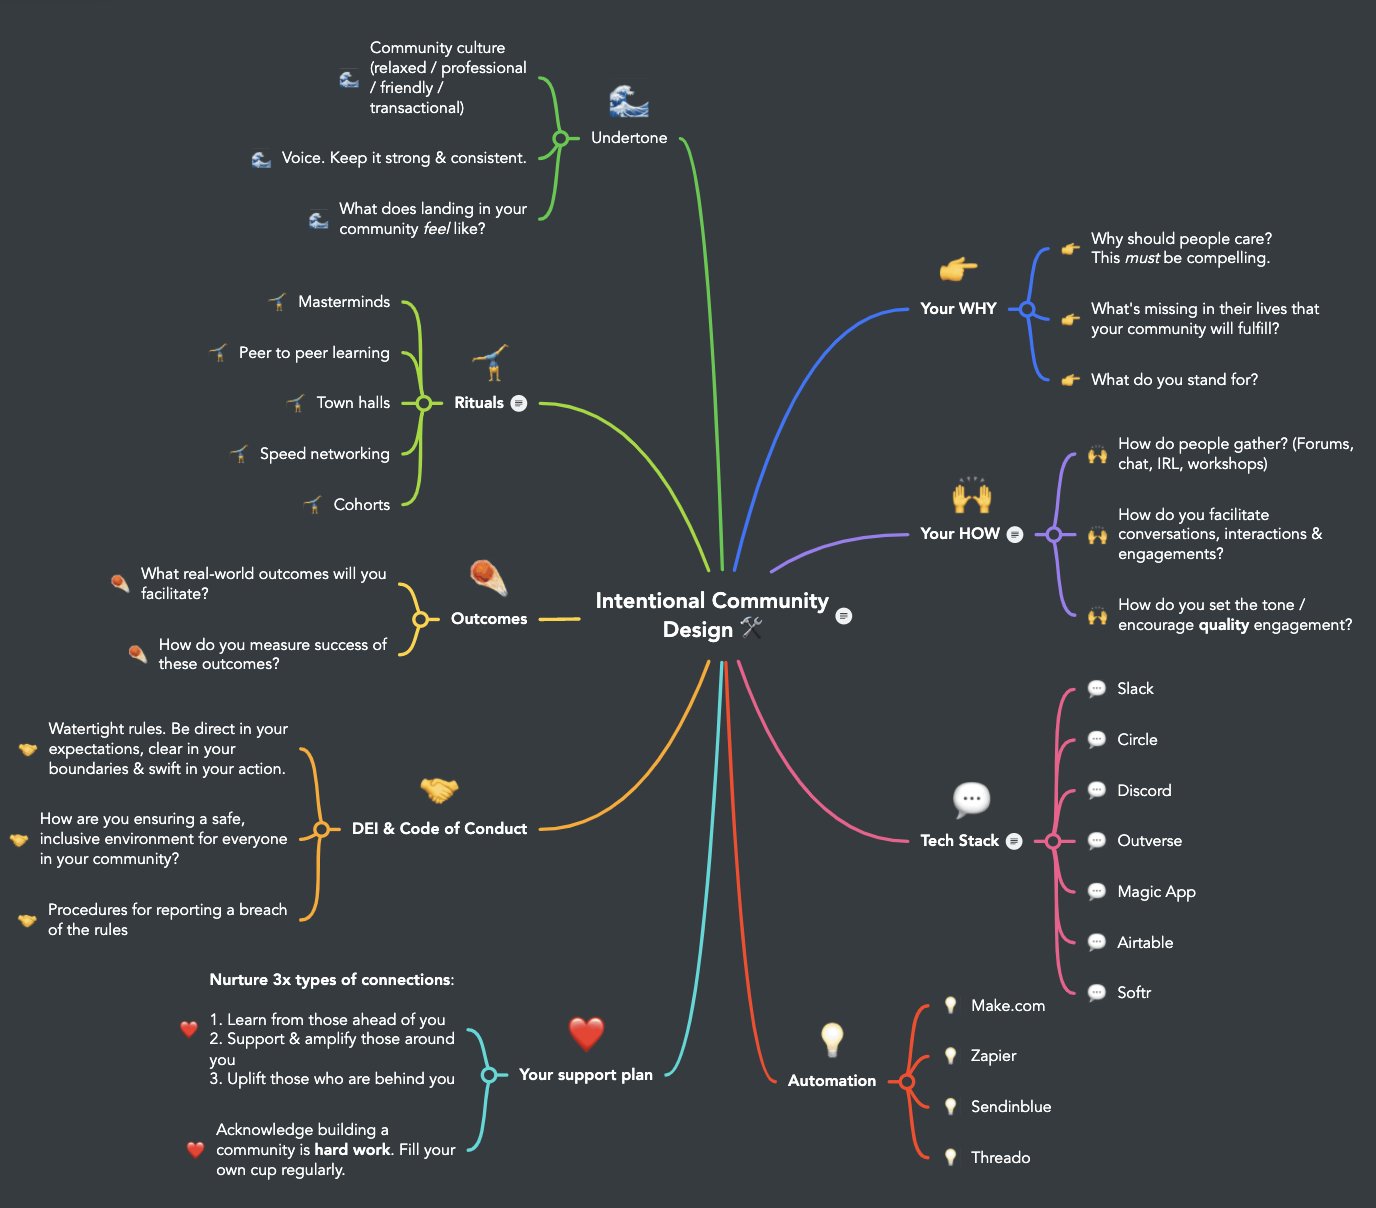 Intentional Community
Design
Undertone
Community culture
(relaxed / professional
/ friendly /
transactional)
Voice. Keep it strong & consistent.
What does landing in your
community feel like?
Rituals
Masterminds
Peer to peer learning
Town halls
Speed networking
Cohorts
Outcomes
What real-world outcomes will you
facilitate?
How do you measure success of
these outcomes?
DEI & Code of Conduct
Watertight rules. Be direct in your
expectations, clear in your
boundaries & swift in your action.
How are you ensuring a safe,
inclusive environment for everyone
in your community?
Procedures for reporting a breach
of the rules
Your support plan
Nurture 3x types of connections:
1. Learn from those ahead of you
2. Support & amplify those around
you
3. Uplift those who are behind you
Acknowledge building a
community is hard work. Fill your
own cup regularly.
Your WHY
Why should people care?
This must be compelling.
What's missing in their lives that
your community will fulfill?
What do you stand for?
Your HOW
How do people gather? (Forums,
chat, IRL, workshops)
How do you facilitate
conversations, interactions &
engagements?
How do you set the tone /
encourage quality engagement?
Tech Stack
Slack
Circle
Discord
Outverse
Magic App
Airtable
Softr
Automation
Make.com
Zapier
Sendinblue
Threado